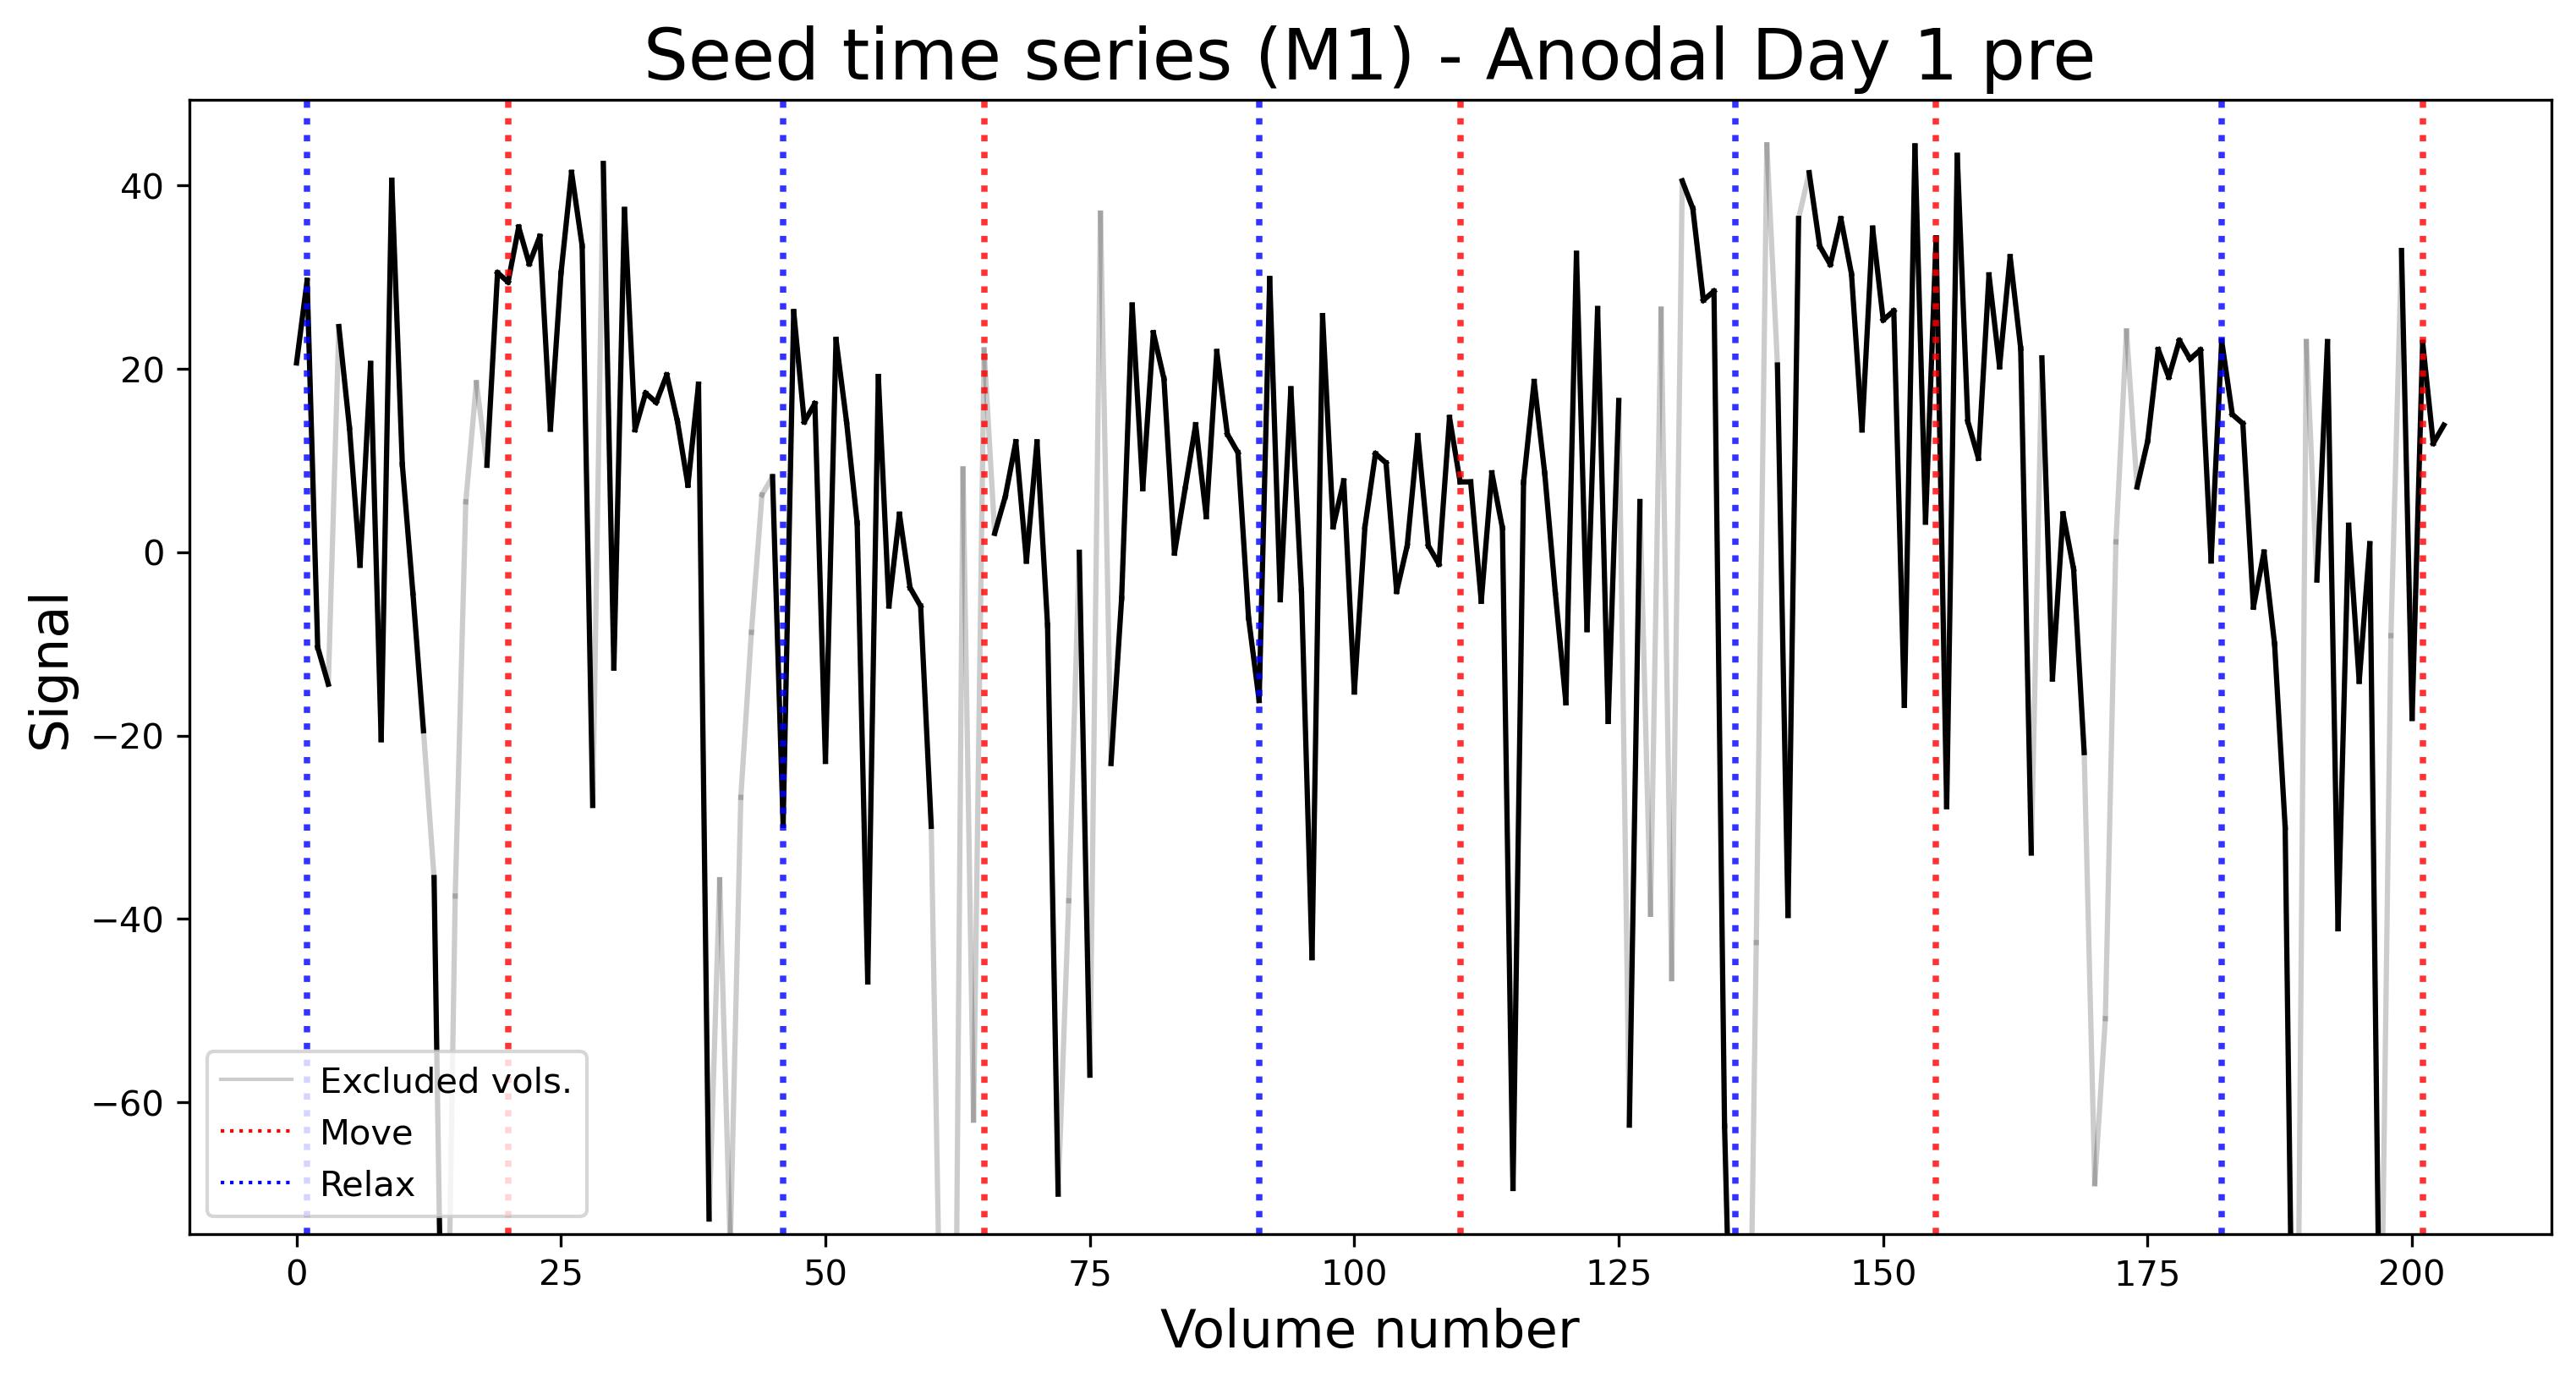 Seed time series (M1) - Anodal Day 1 pre
Signal
40
20
0
−20
−40
−60
Excluded vols.
Move
Relax
0 25 50 75 100 125 150 175 200
Volume number